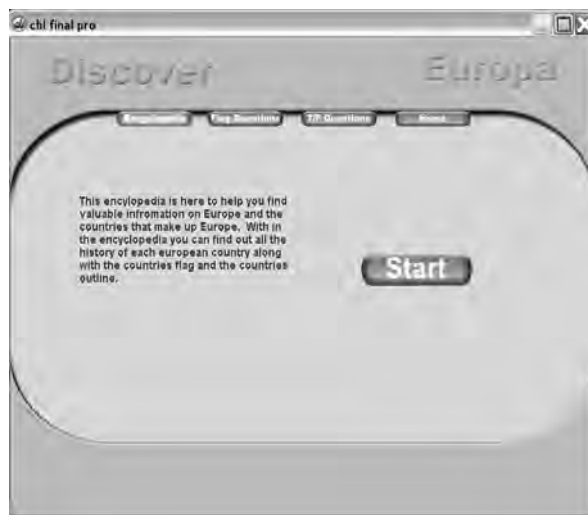 chl final pro
Discover Europa
Encyclopedia Flag Questions T/F Questions Home
This encylopedia is here to help you find
valuable infromation on Europe and the
countries that make up Europe. With in
the encyclopedia you can find out all the
history of each european country along
with the countries flag and the countries
outline.
Start